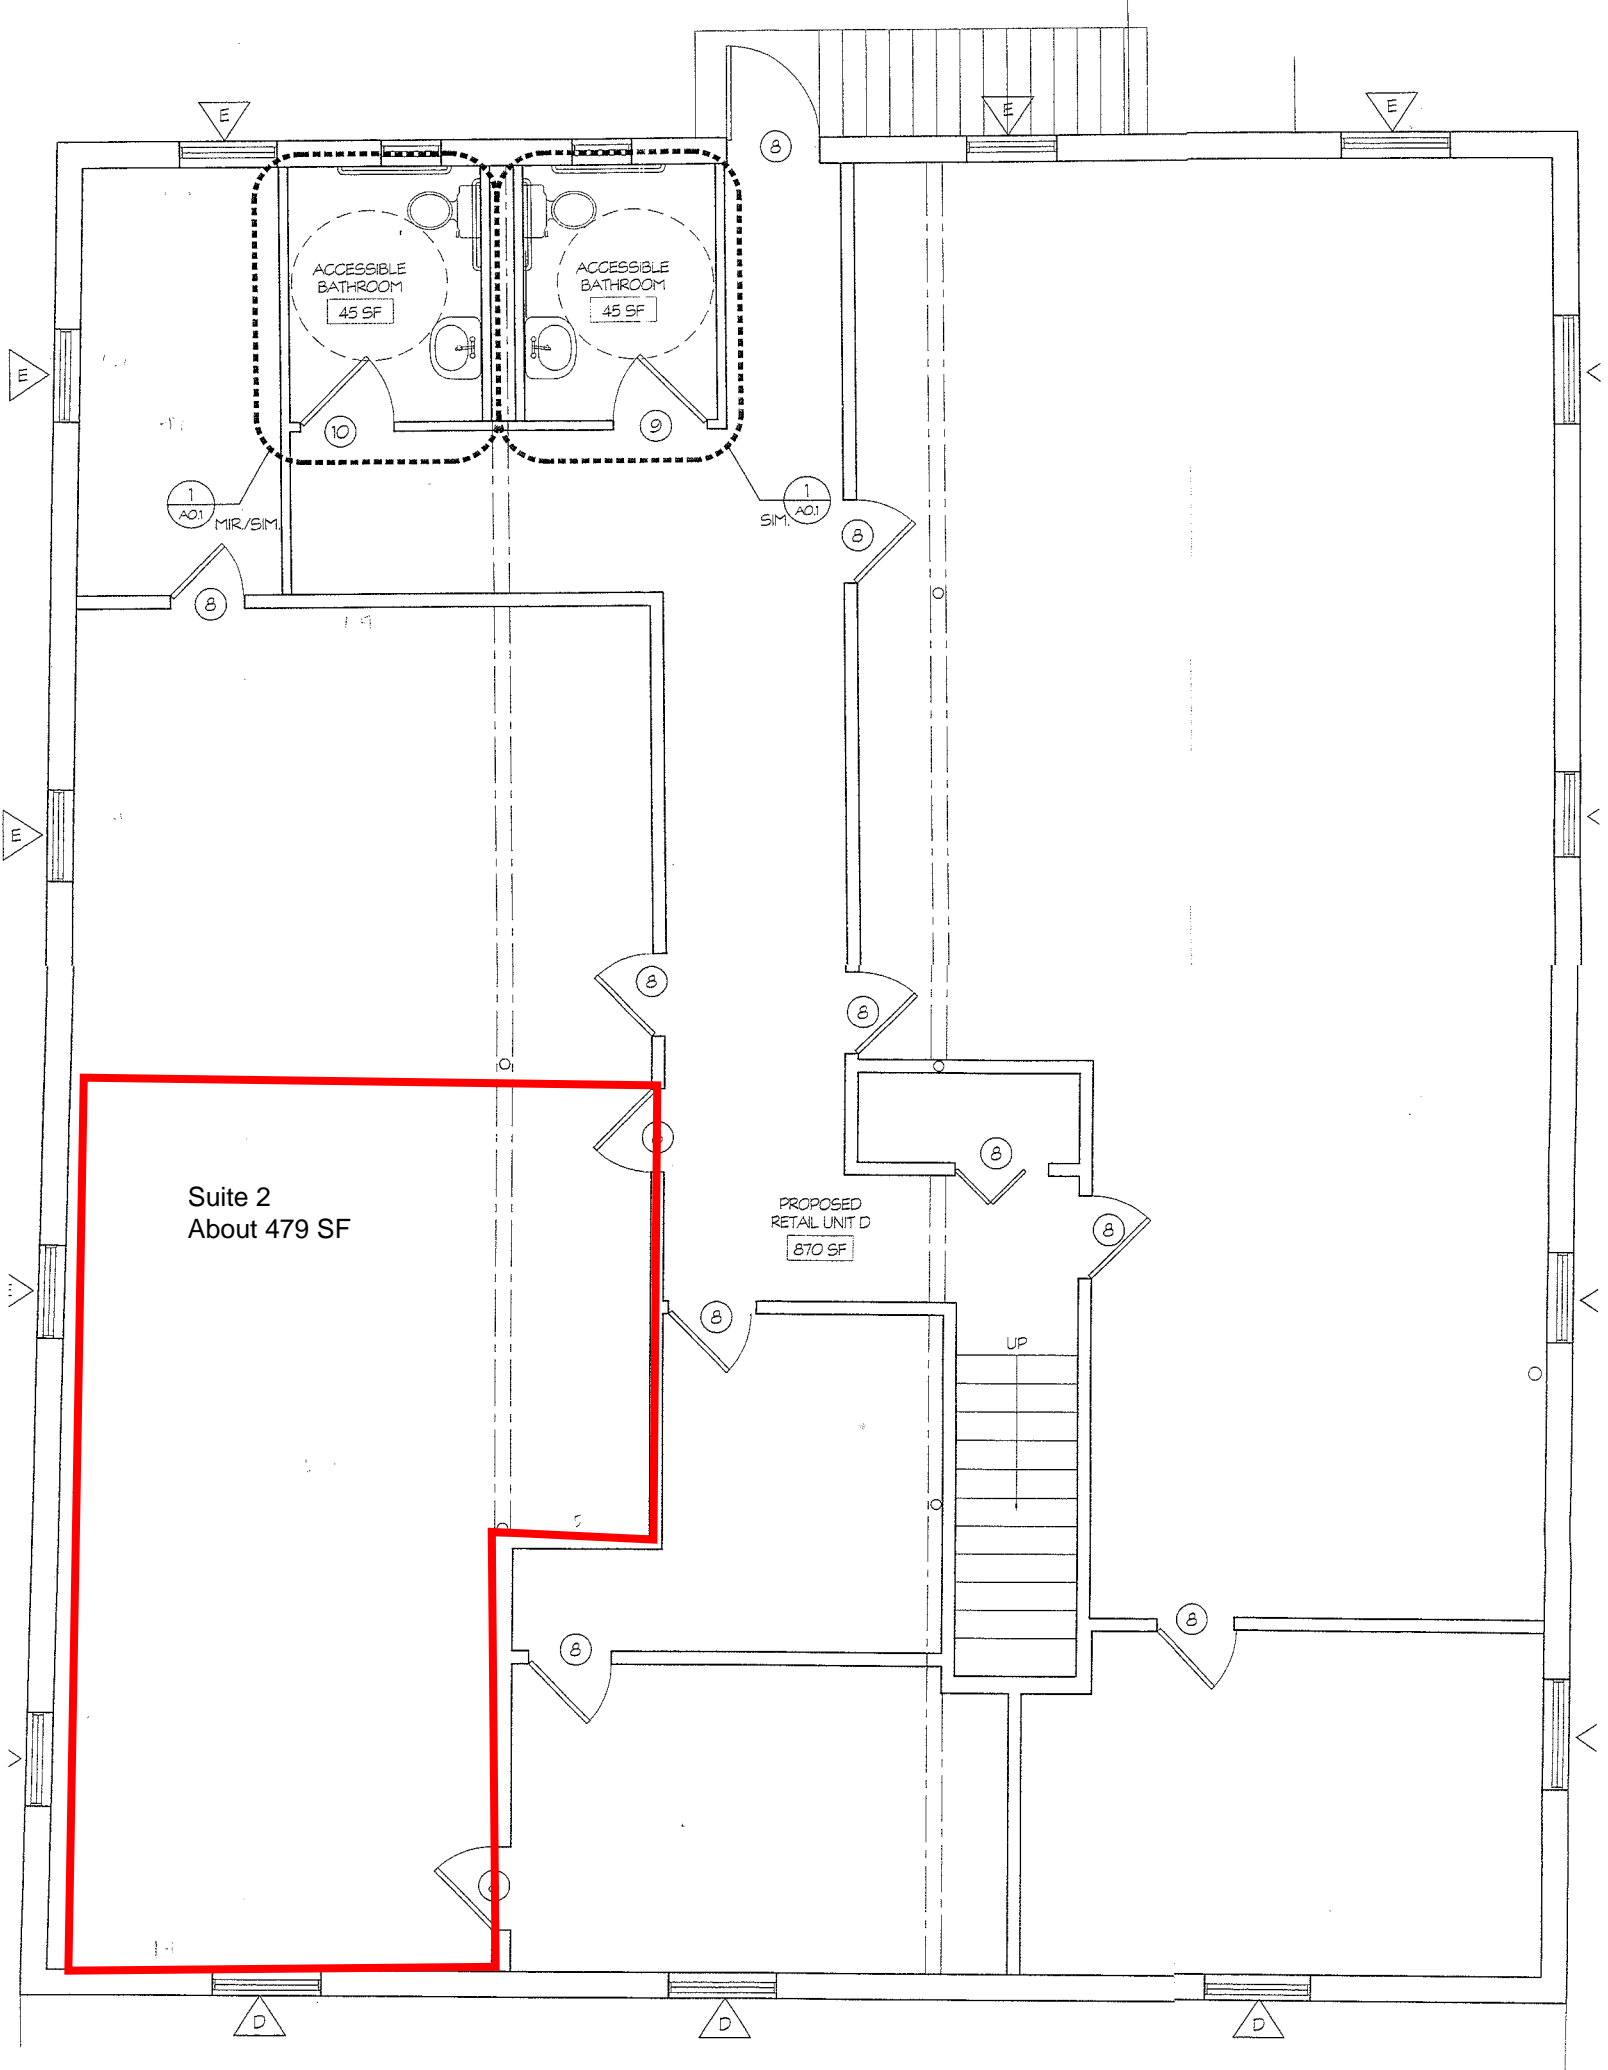 E
E
E
8
ACCESSIBLE
BATHROOM
45 SF
ACCESSIBLE
BATHROOM
45 SF
E
10
9
1
A0.1
MIR./SIM.
1
A0.1
SIM.
8
8
E
8
8
8
Suite 2
About 479 SF
PROPOSED
RETAIL UNIT D
870 SF
8
E
8
UP
8
8
D
D
D